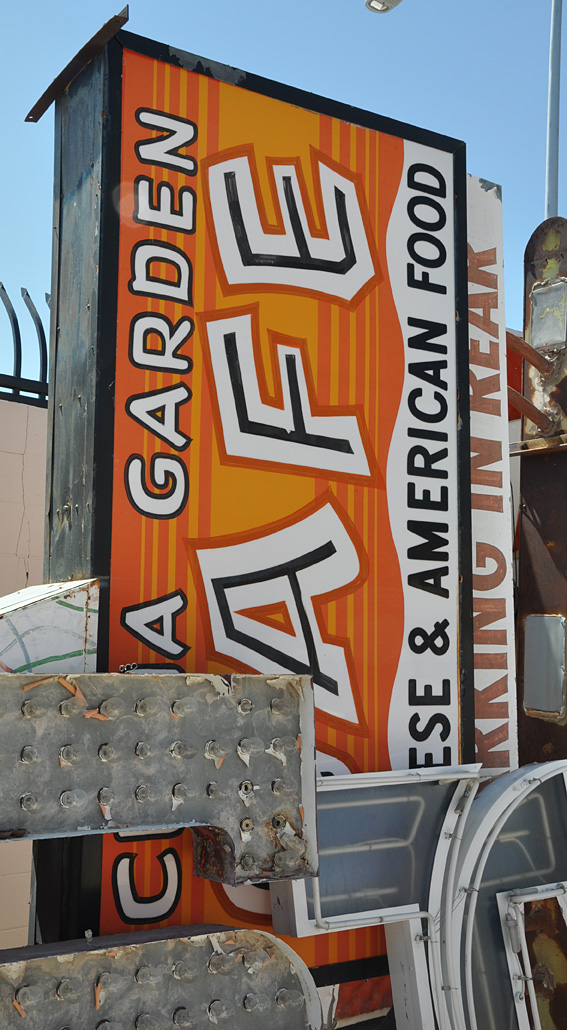 GARDEN
AFE
ESE & AMERICAN FOOD
RKING IN REAR